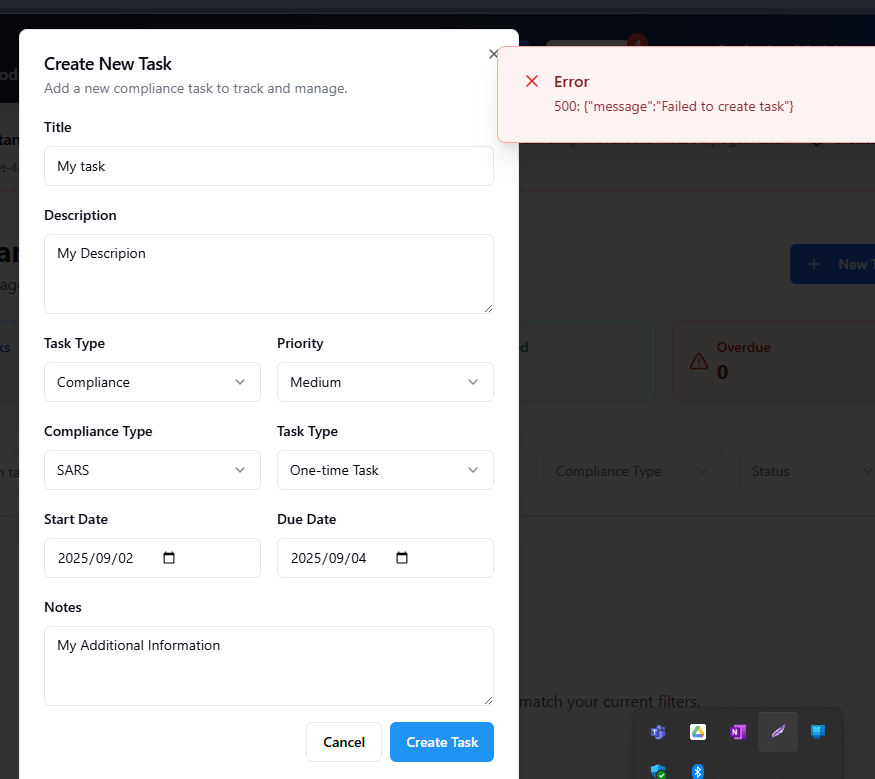 Create New Task
Add a new compliance task to track and manage.
Error
500: {"message":"Failed to create task"}
Title
My task
Description
My Descripion
New
Task Type
Priority
Compliance
Medium
Overdue
0
Compliance Type
Task Type
SARS
One-time Task
Compliance Type
Status
Start Date
Due Date
2025/09/02
2025/09/04
Notes
My Additional Information
match your current filters.
Cancel
Create Task